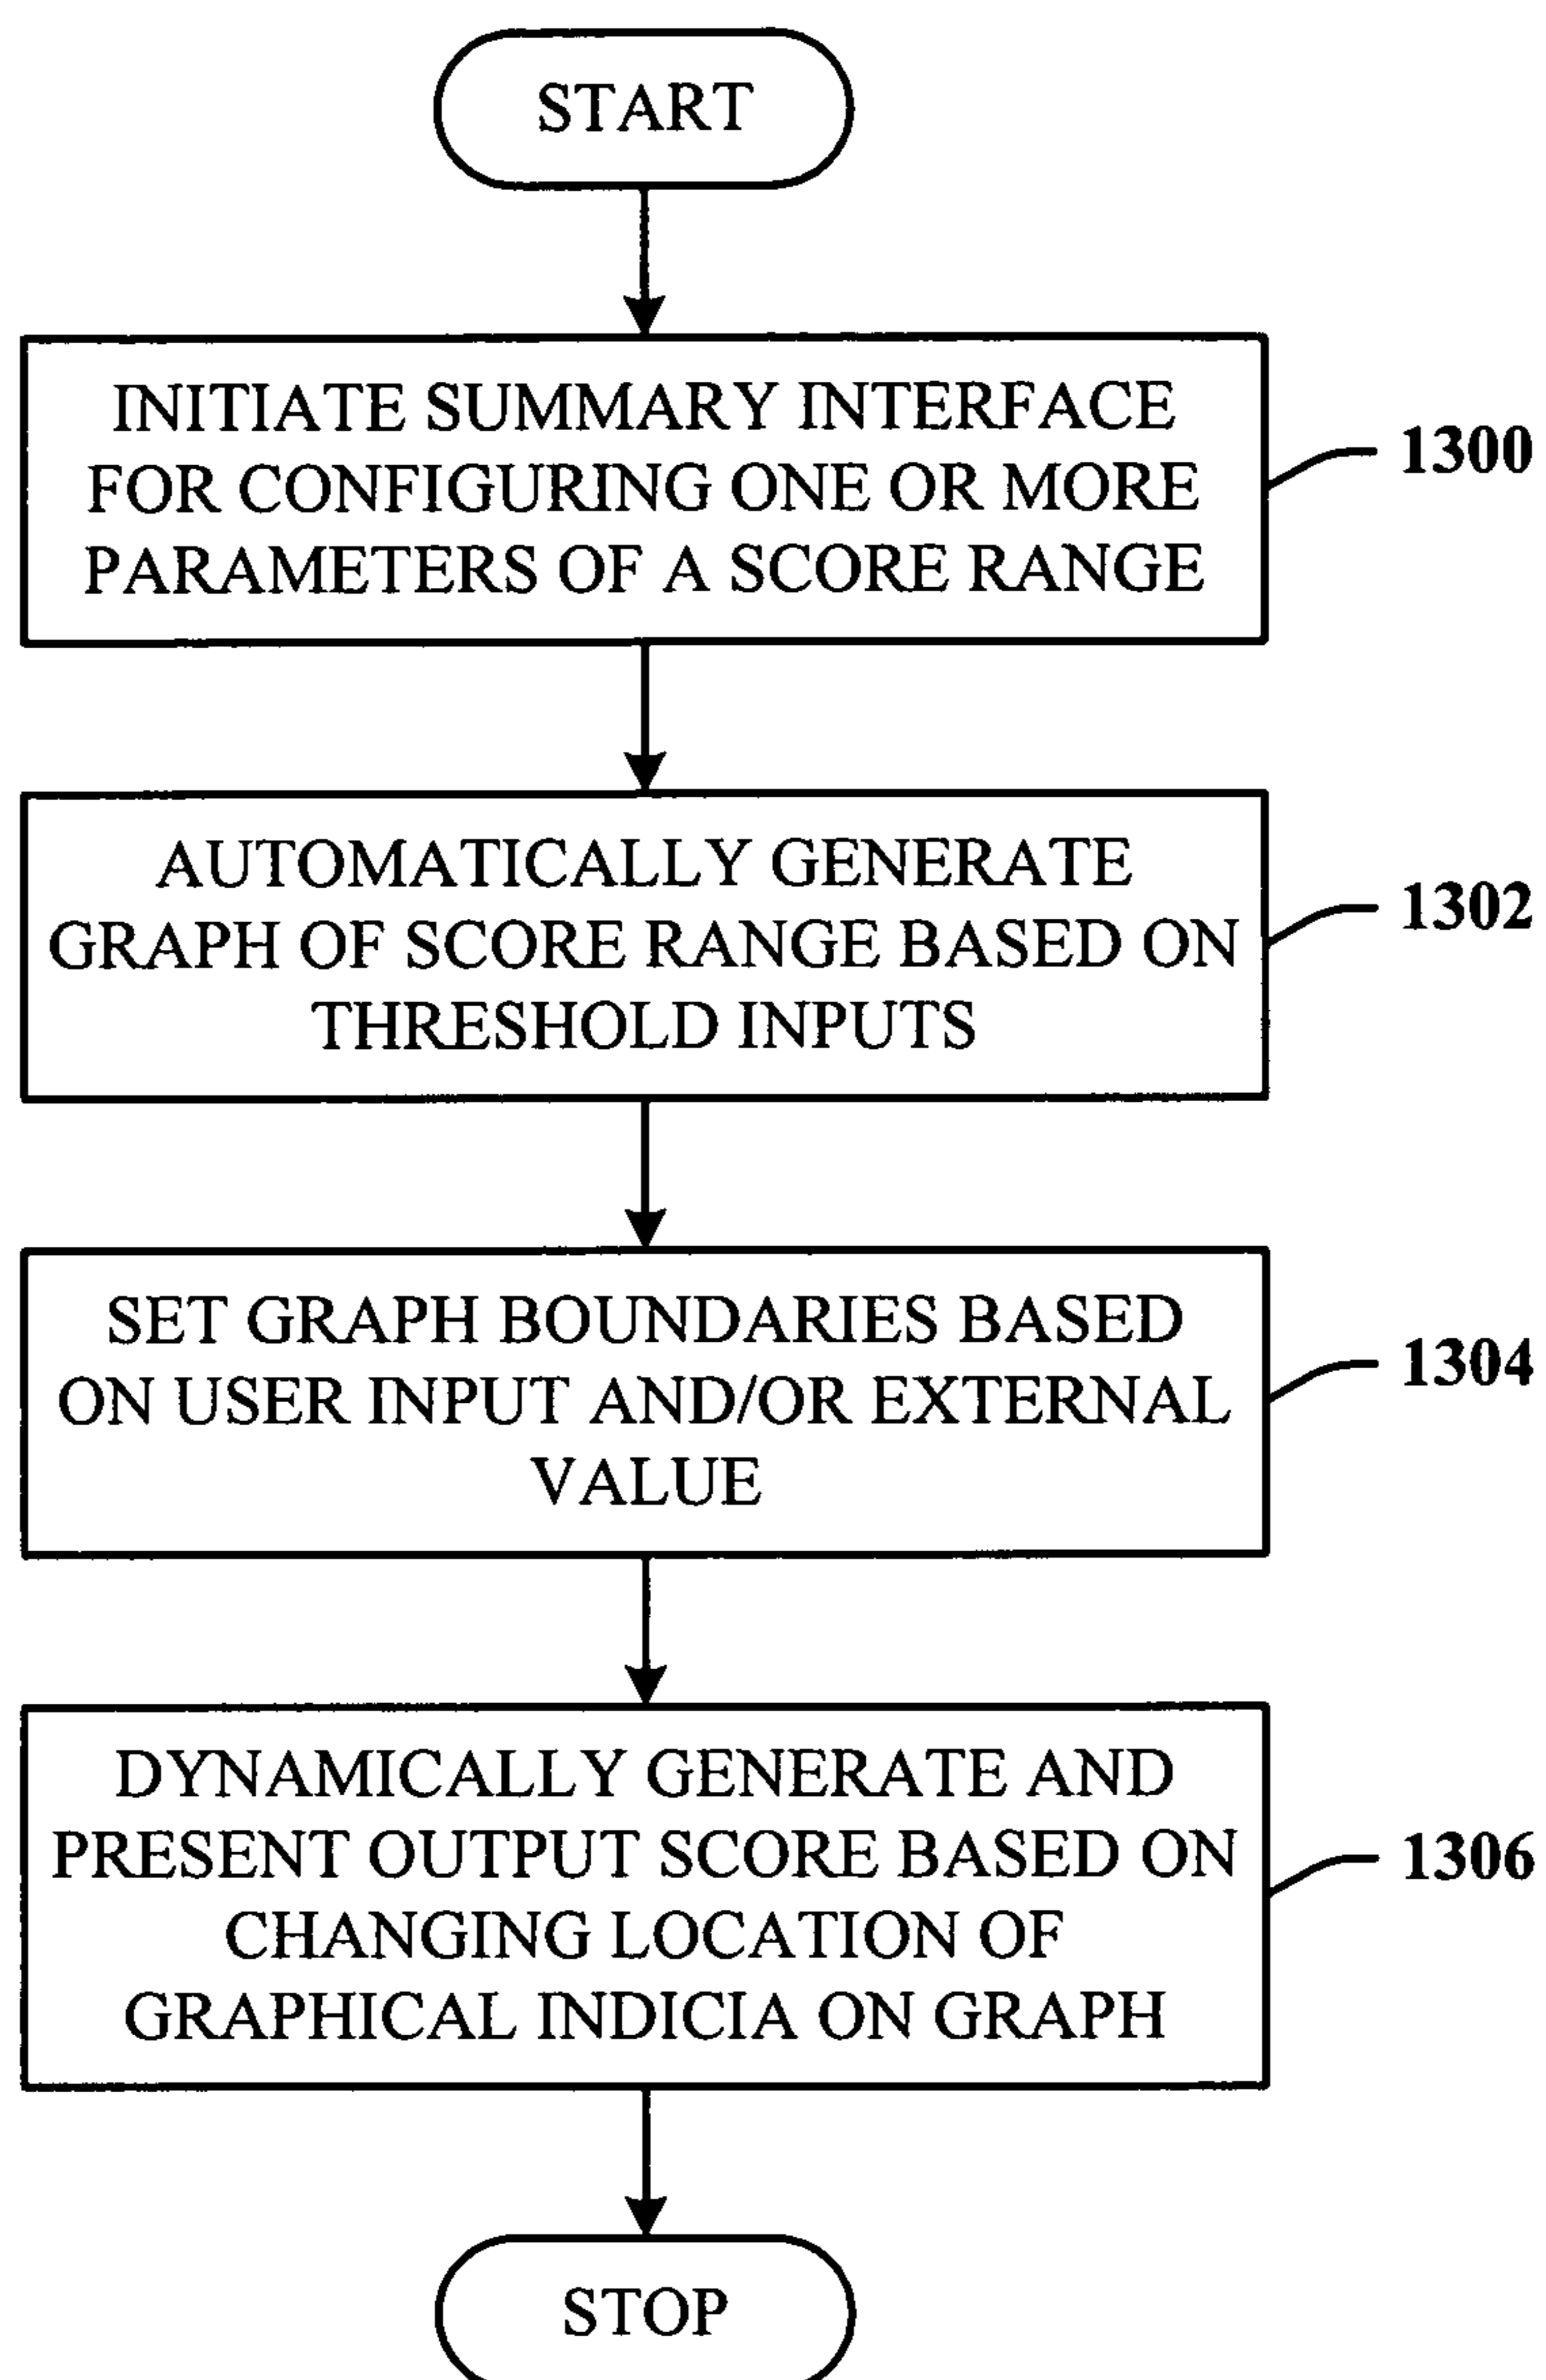 START
INITIATE SUMMARY INTERFACE
FOR CONFIGURING ONE OR MORE
PARAMETERS OF A SCORE RANGE
1300
AUTOMATICALLY GENERATE
GRAPH OF SCORE RANGE BASED ON
THRESHOLD INPUTS
1302
SET GRAPH BOUNDARIES BASED
ON USER INPUT AND/OR EXTERNAL
VALUE
1304
DYNAMICALLY GENERATE AND
PRESENT OUTPUT SCORE BASED ON
CHANGING LOCATION OF
GRAPHICAL INDICIA ON GRAPH
1306
STOP